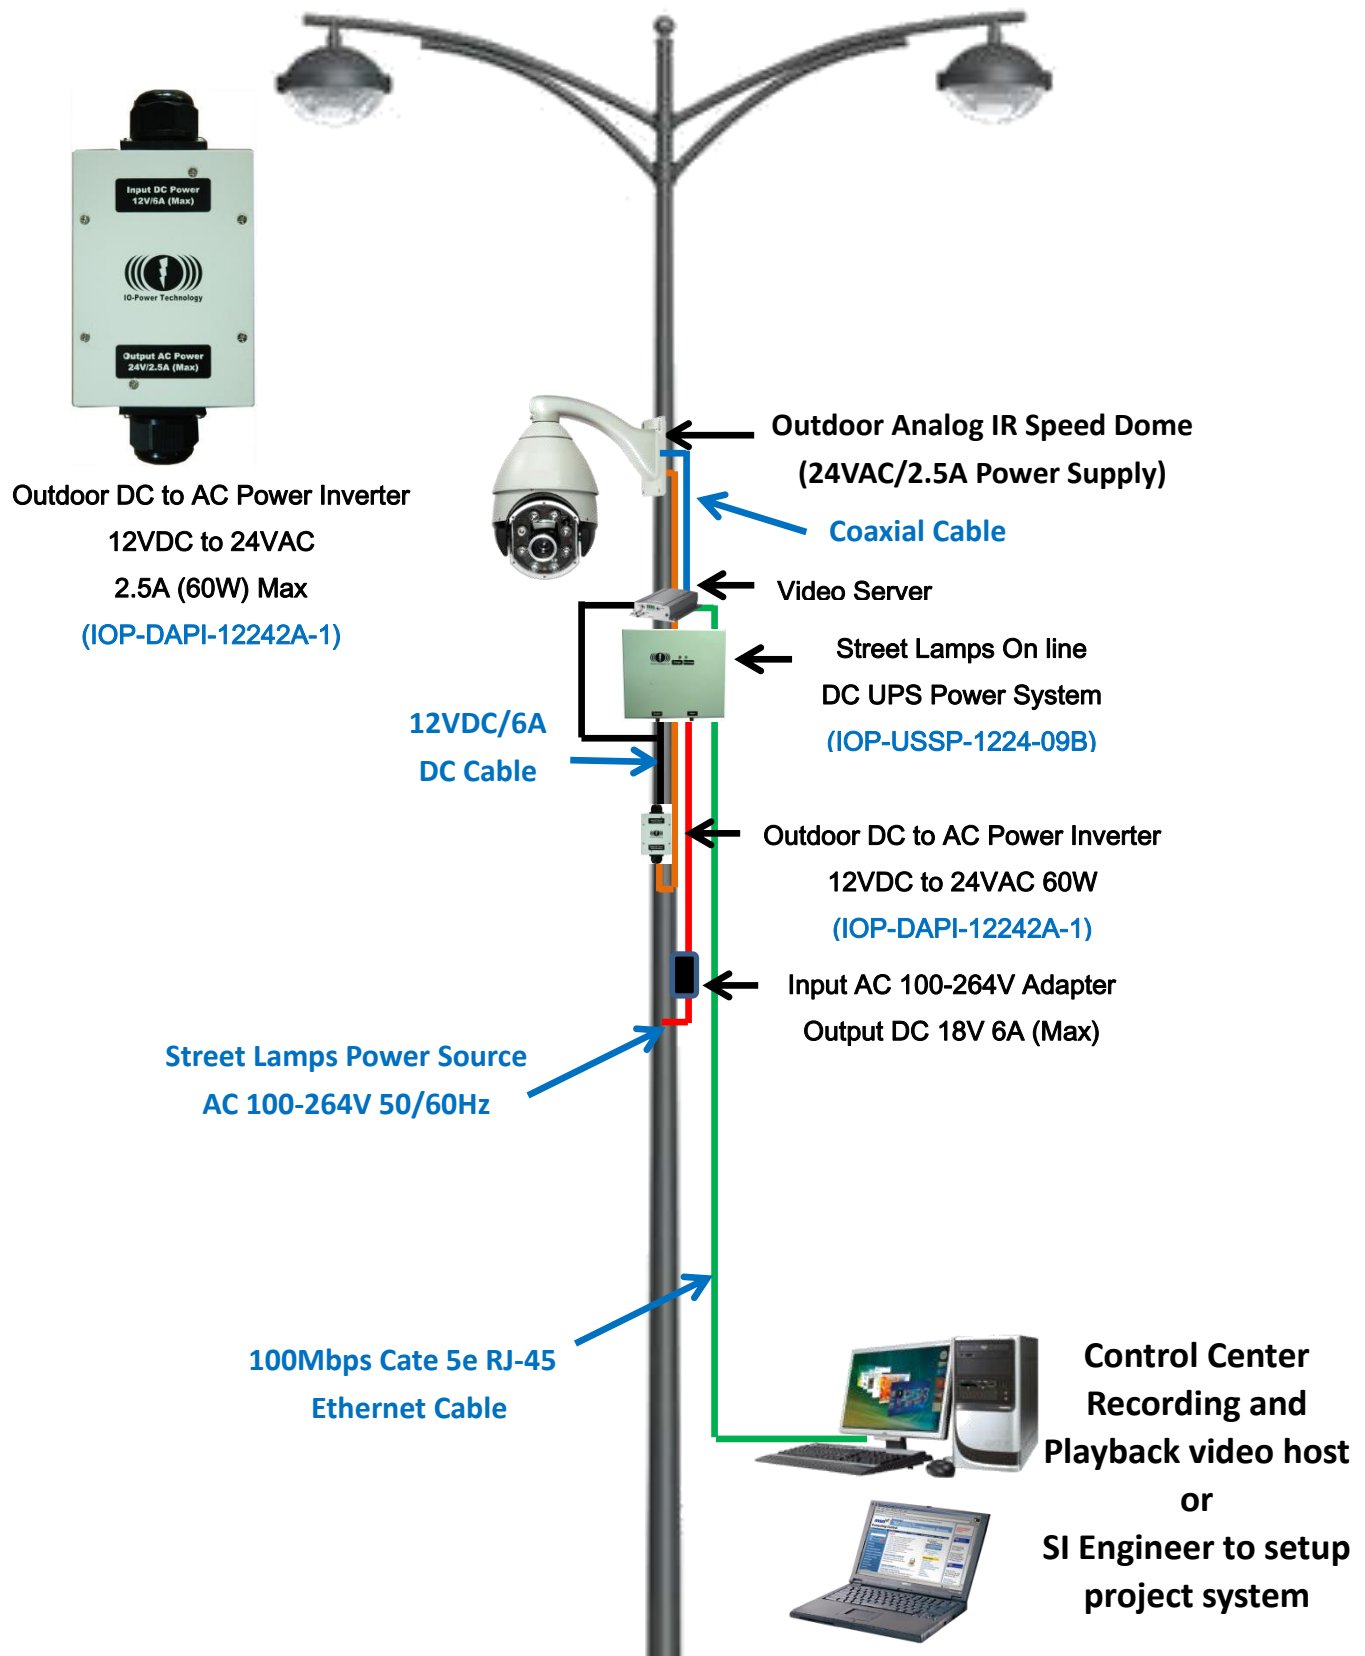 Input DC Power
12V/6A (Max)
IO-Power Technology
Output AC Power
24V/2.5A (Max)
Outdoor DC to AC Power Inverter
12VDC to 24VAC
2.5A (60W) Max
(IOP-DAPI-12242A-1)
Outdoor Analog IR Speed Dome
(24VAC/2.5A Power Supply)
Coaxial Cable
Video Server
Street Lamps On line
DC UPS Power System
(IOP-USSP-1224-09B)
12VDC/6A
DC Cable
Outdoor DC to AC Power Inverter
12VDC to 24VAC 60W
(IOP-DAPI-12242A-1)
Input AC 100-264V Adapter
Output DC 18V 6A (Max)
Street Lamps Power Source
AC 100-264V 50/60Hz
100Mbps Cate 5e RJ-45
Ethernet Cable
Control Center
Recording and
Playback video host
or
SI Engineer to setup
project system